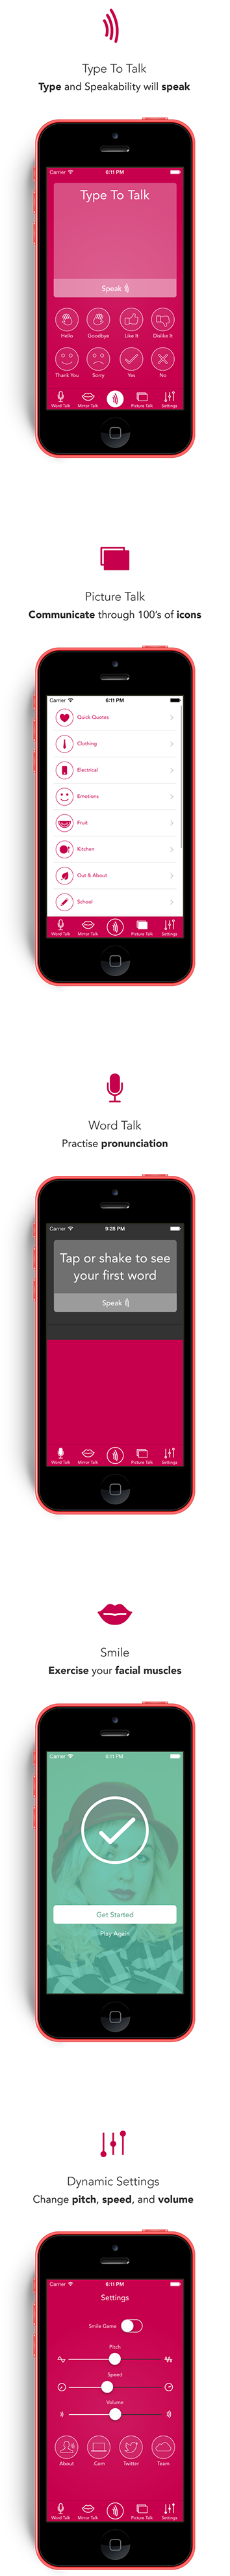 Type To Talk
Type and Speakability will speak
Carrier 6:11 PM
Type To Talk
Speak
Hello Goodbye Like It Dislike It
Thank You Sorry Yes No
Word Talk Mirror Talk Picture Talk Settings
Picture Talk
Communicate through 100's of icons
Carrier 6:11 PM
Quick Quotes
Clothing
Electrical
Emotions
Fruit
Kitchen
Out & About
School
Word Talk Mirror Talk Picture Talk Settings
Word Talk
Practise pronunciation
Carrier 9:28 PM
Tap or shake to see
your first word
Speak
Word Talk Mirror Talk Picture Talk Settings
Smile
Exercise your facial muscles
Carrier 6:11 PM
Get Started
Play Again
Dynamic Settings
Change pitch, speed, and volume
Carrier 6:11 PM
Settings
Smile Game
Pitch
Speed
Volume
About .Com Twitter Team
Word Talk Mirror Talk Picture Talk Settings